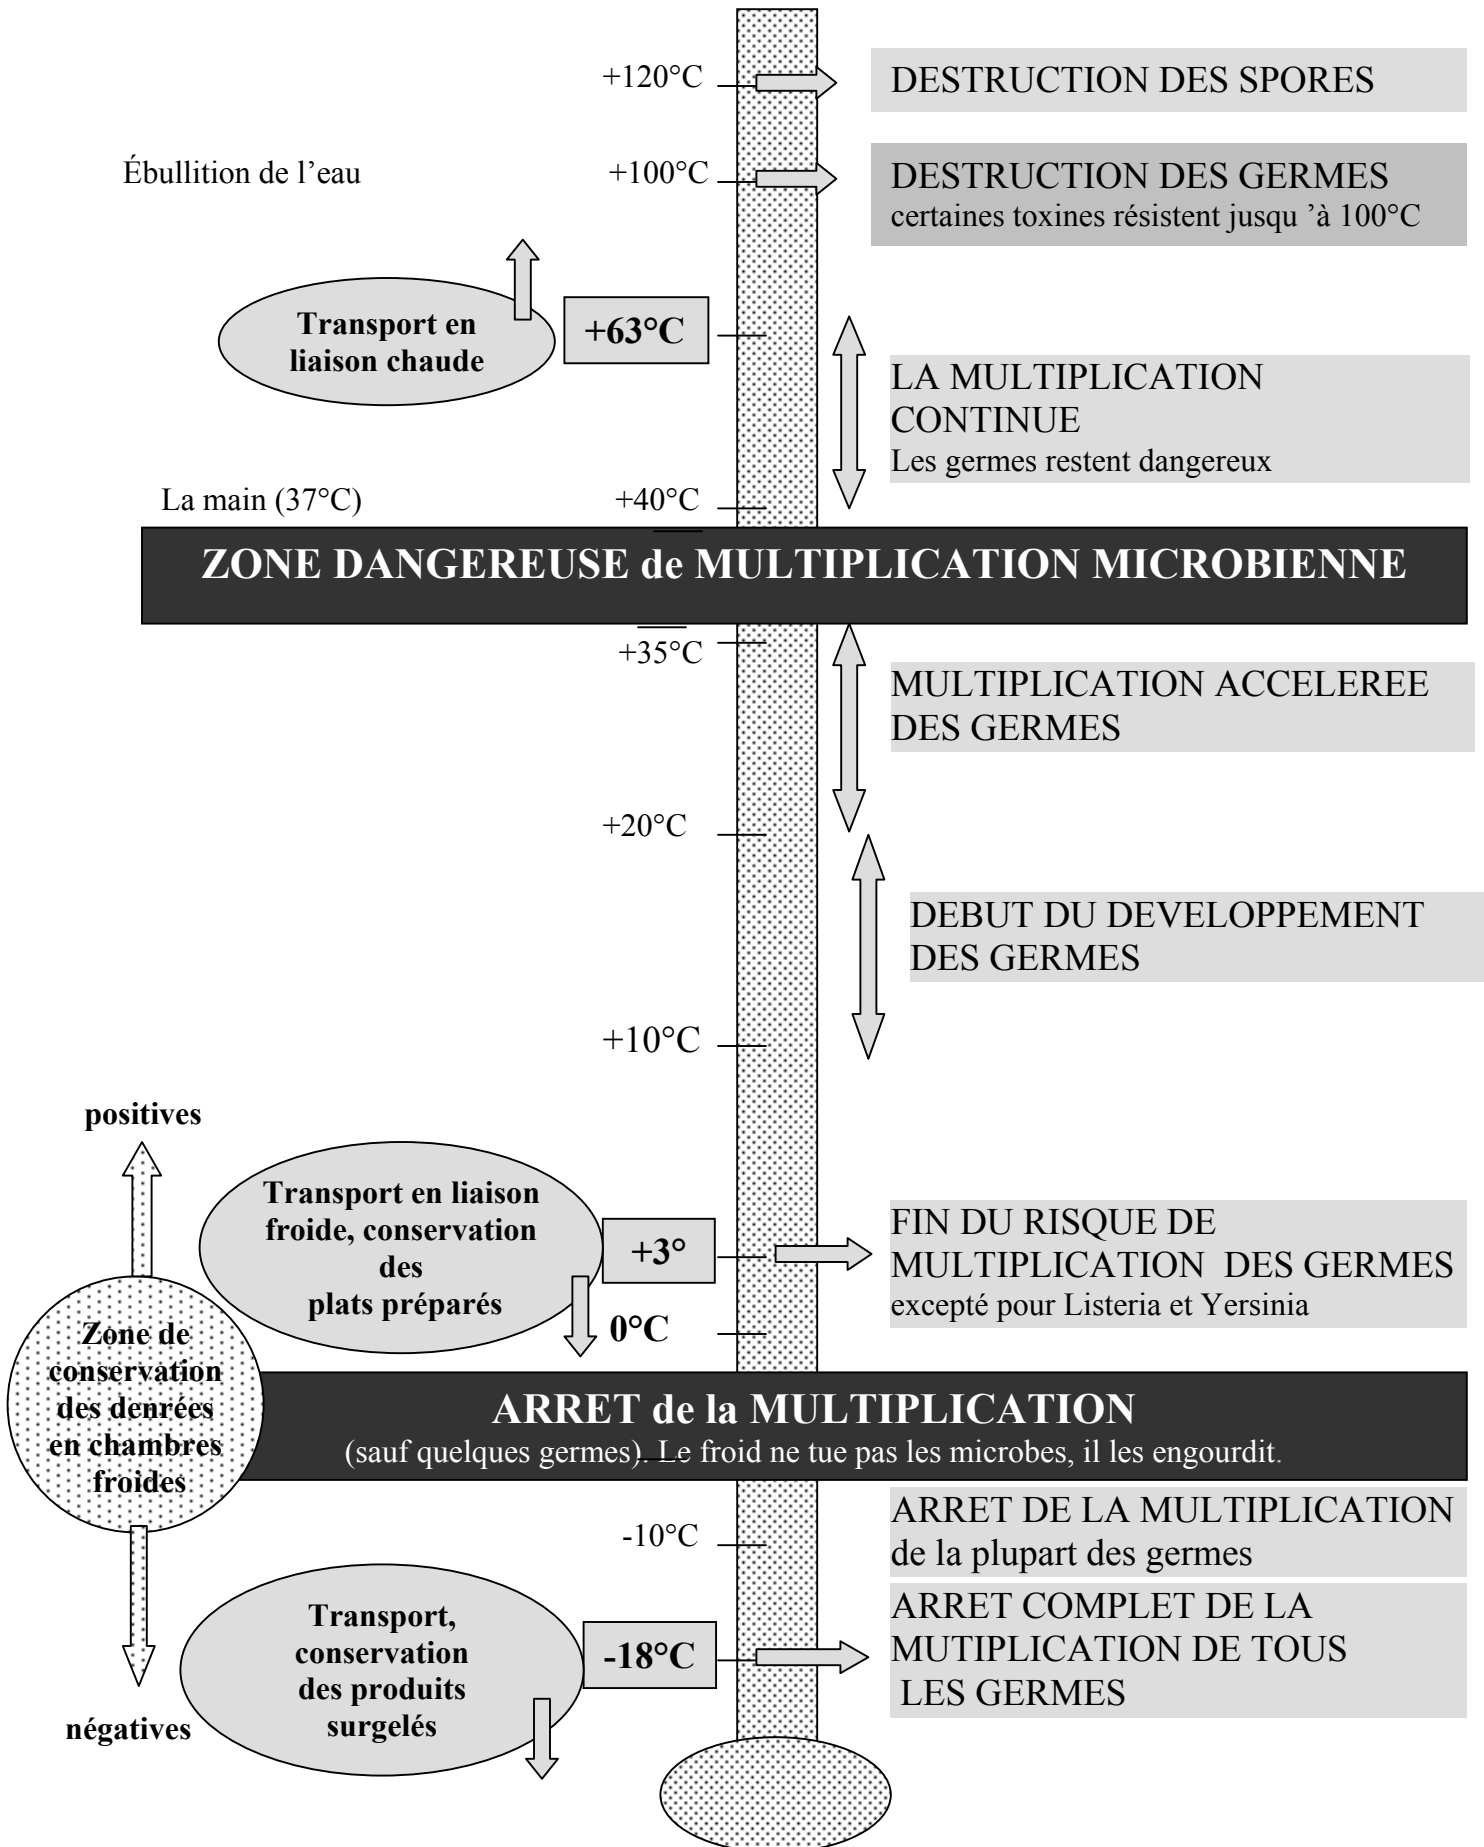 +120°C
DESTRUCTION DES SPORES
Ébullition de l’eau
+100°C
DESTRUCTION DES GERMES
certaines toxines résistent jusqu ’à 100°C
Transport en
liaison chaude
+63°C
LA MULTIPLICATION
CONTINUE
Les germes restent dangereux
La main (37°C)
+40°C
ZONE DANGEREUSE de MULTIPLICATION MICROBIENNE
+35°C
MULTIPLICATION ACCELEREE
DES GERMES
+20°C
DEBUT DU DEVELOPPEMENT
DES GERMES
+10°C
positives
Transport en liaison
froide, conservation
des
plats préparés
+3°
0°C
FIN DU RISQUE DE
MULTIPLICATION DES GERMES
excepté pour Listeria et Yersinia
Zone de
conservation
des denrées
en chambres
froides
ARRET de la MULTIPLICATION
(sauf quelques germes). Le froid ne tue pas les microbes, il les engourdit.
-10°C
ARRET DE LA MULTIPLICATION
de la plupart des germes
Transport,
conservation
des produits
surgelés
-18°C
ARRET COMPLET DE LA
MUTIPLICATION DE TOUS
LES GERMES
négatives